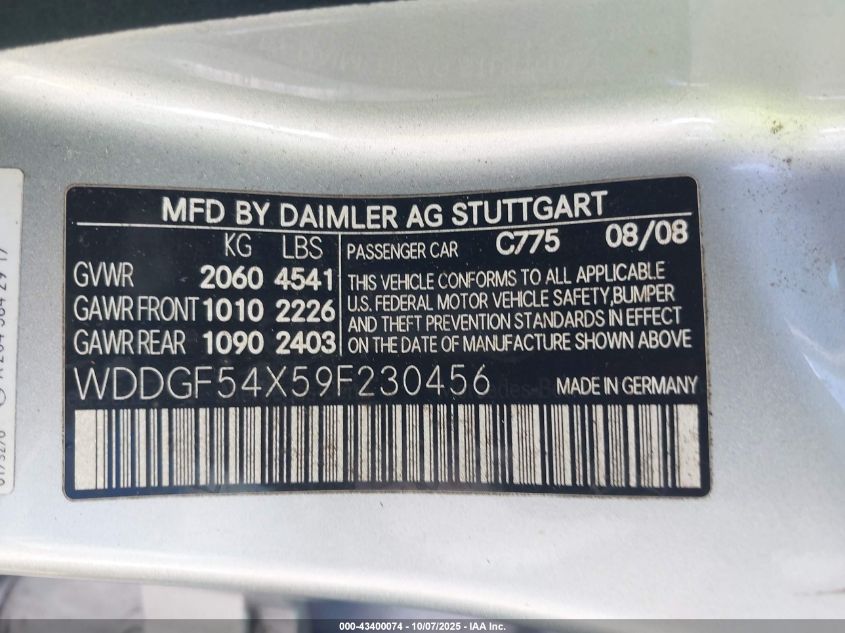 MFD BY DAIMLER AG STUTTGART
KG LBS PASSENGER CAR C775 08/08
GVWR 2060 4541
GAWR FRONT 1010 2226
GAWR REAR 1090 2403
THIS VEHICLE CONFORMS TO ALL APPLICABLE
U.S. FEDERAL MOTOR VEHICLE SAFETY,BUMPER
AND THEFT PREVENTION STANDARDS IN EFFECT
ON THE DATE OF MANUFACTURE SHOWN ABOVE
WDDGF54X59F230456 MADE IN GERMANY
000-43400074 - 10/07/2025 - IAA Inc.